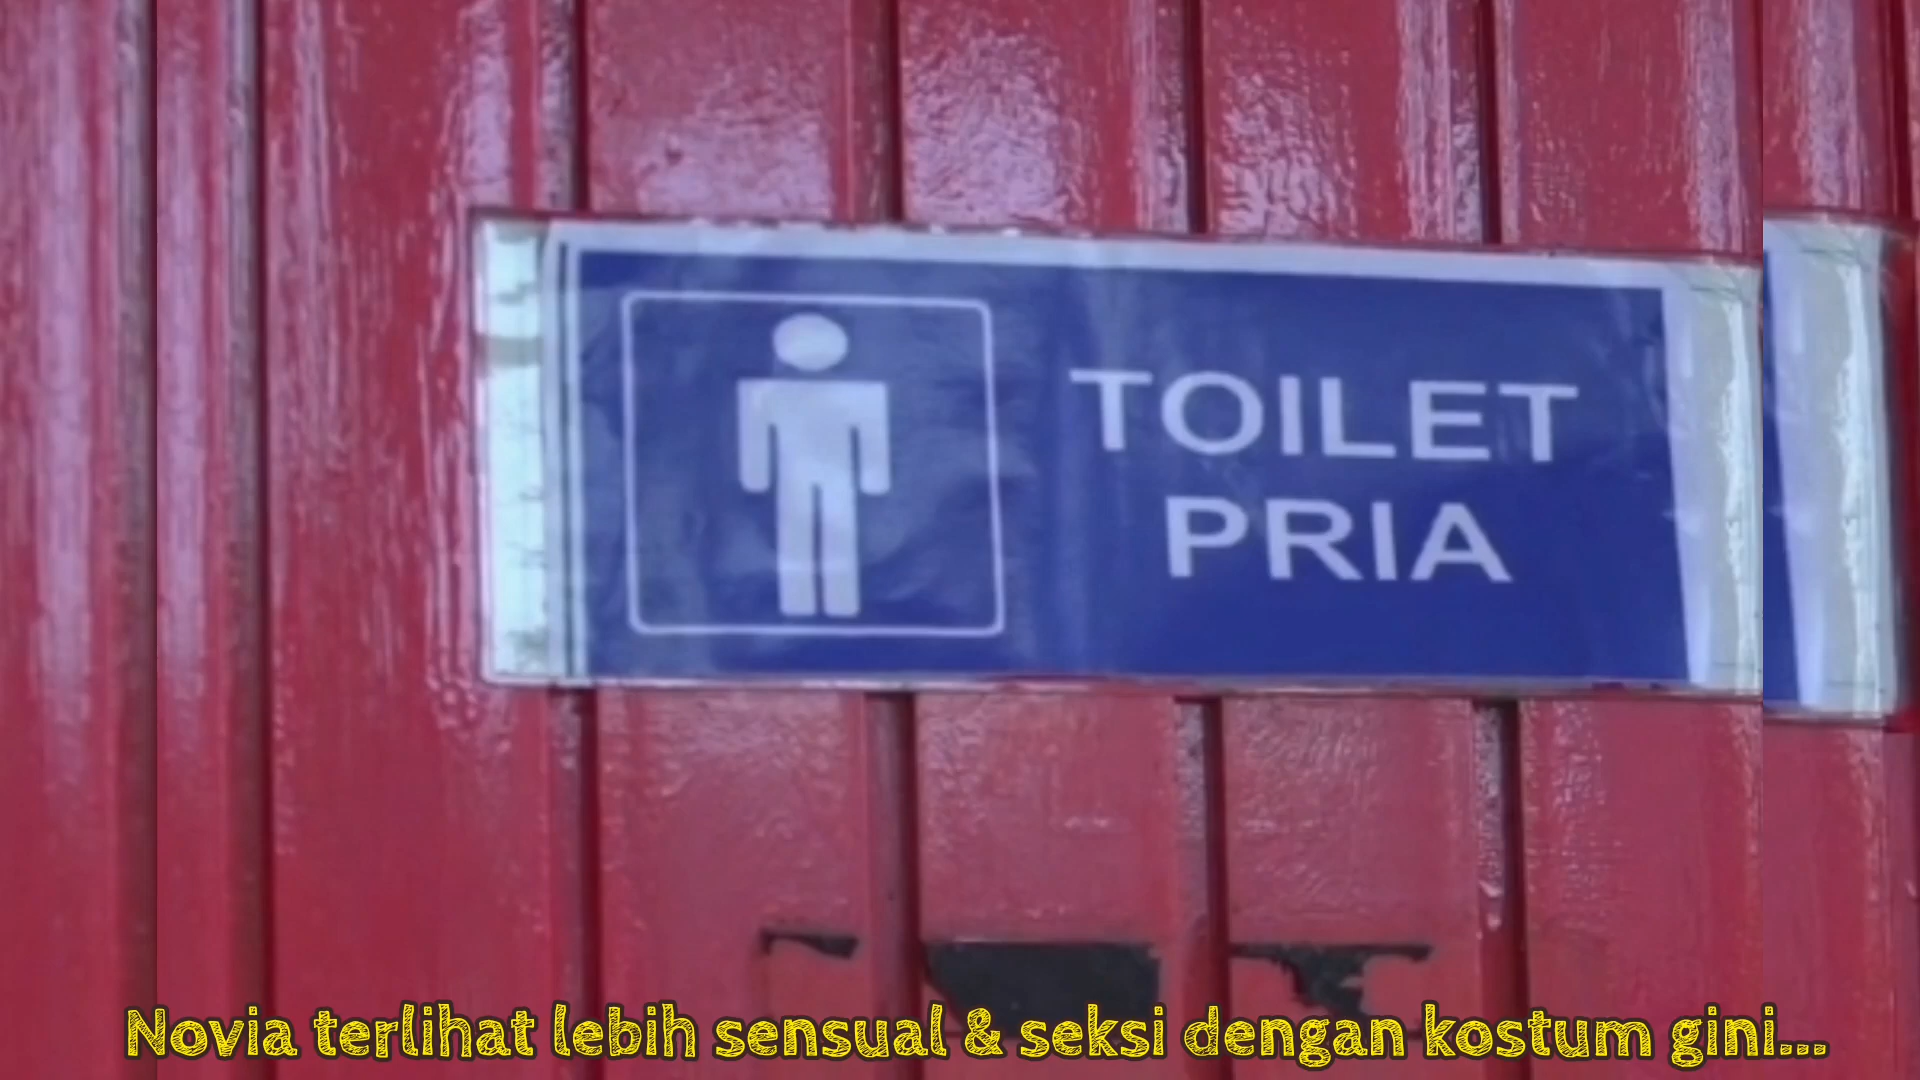 TOILET
PRIA
Novia terlihat lebih sensual & seksi dengan kostum gini...